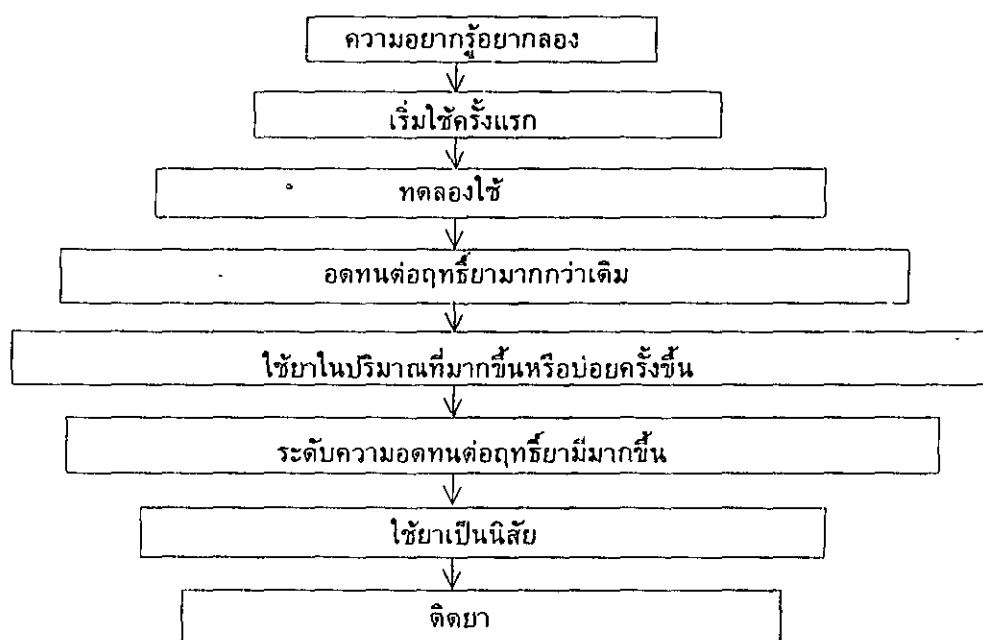 ความอยากรู้อยากลอง
เริ่มใช้ครั้งแรก
ทดลองใช้
อดทนต่อฤทธิ์ยามากกว่าเดิม
ใช้ยาในปริมาณที่มากขึ้นหรือบ่อยครั้งขึ้น
ระดับความอดทนต่อฤทธิ์ยามีมากขึ้น
ใช้ยาเป็นนิสัย
ติดยา